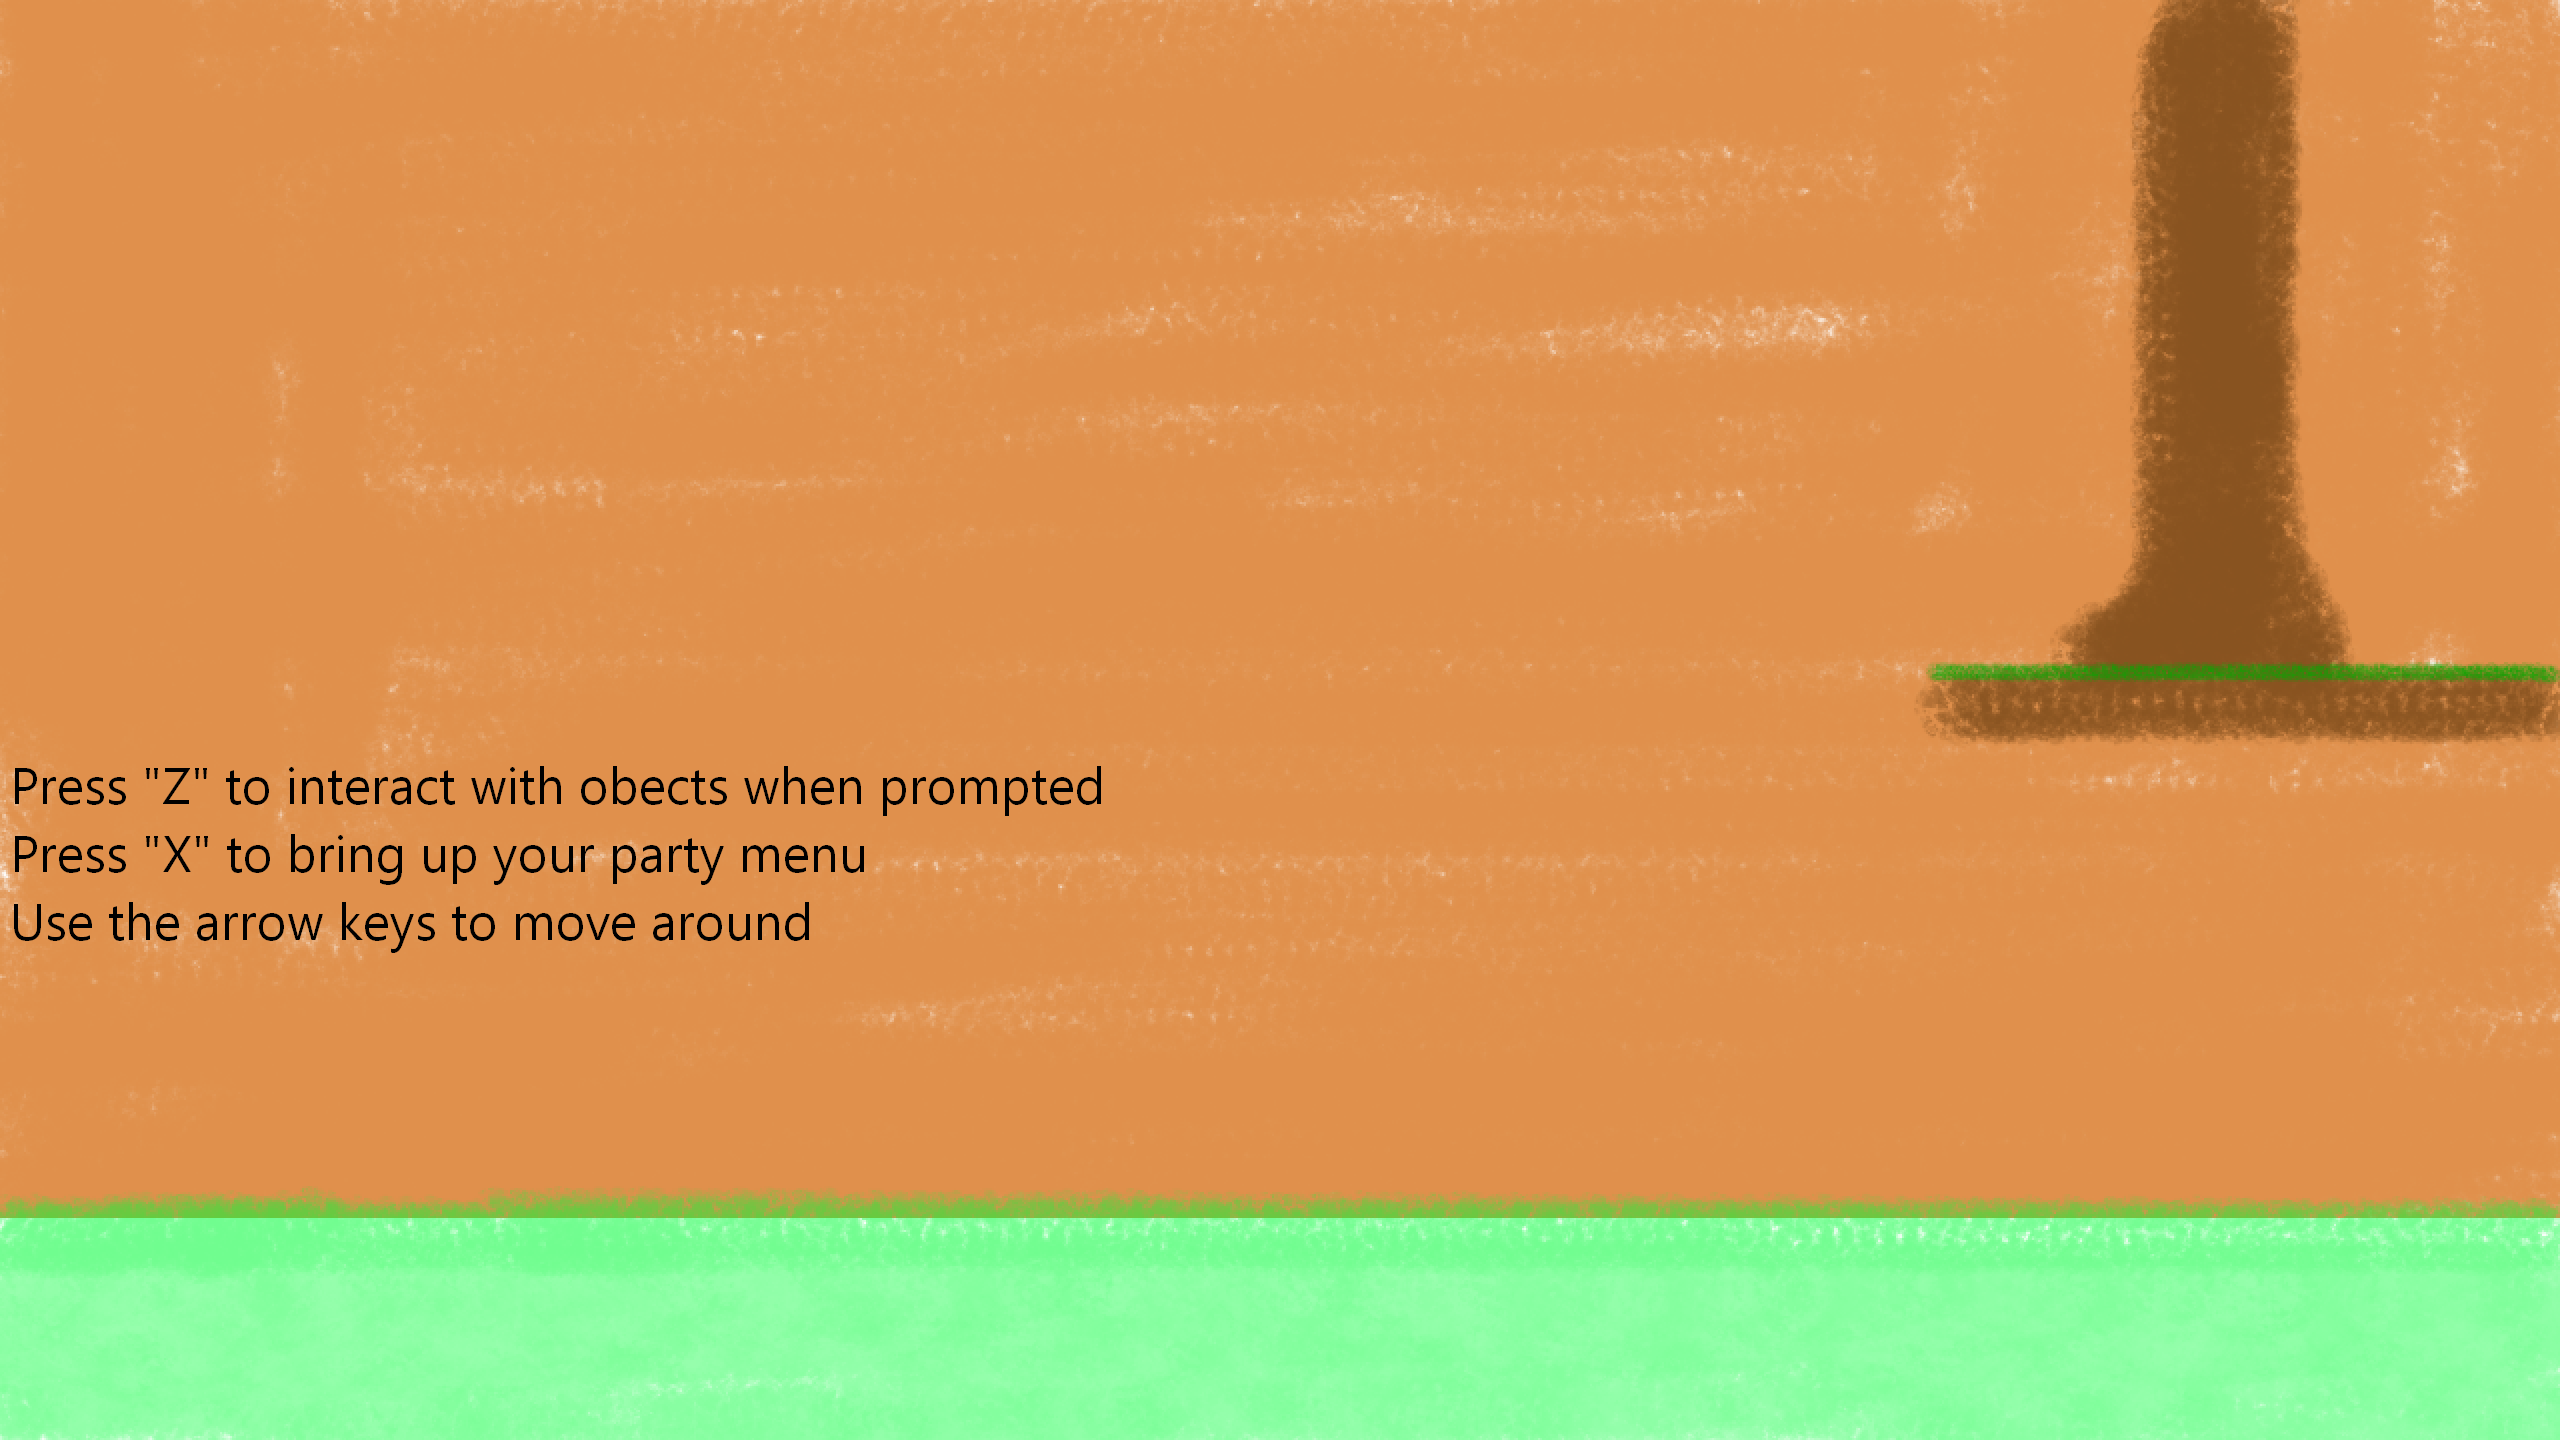 Press "Z" to interact with obects when prompted
Press "X" to bring up your party menu
Use the arrow keys to move around